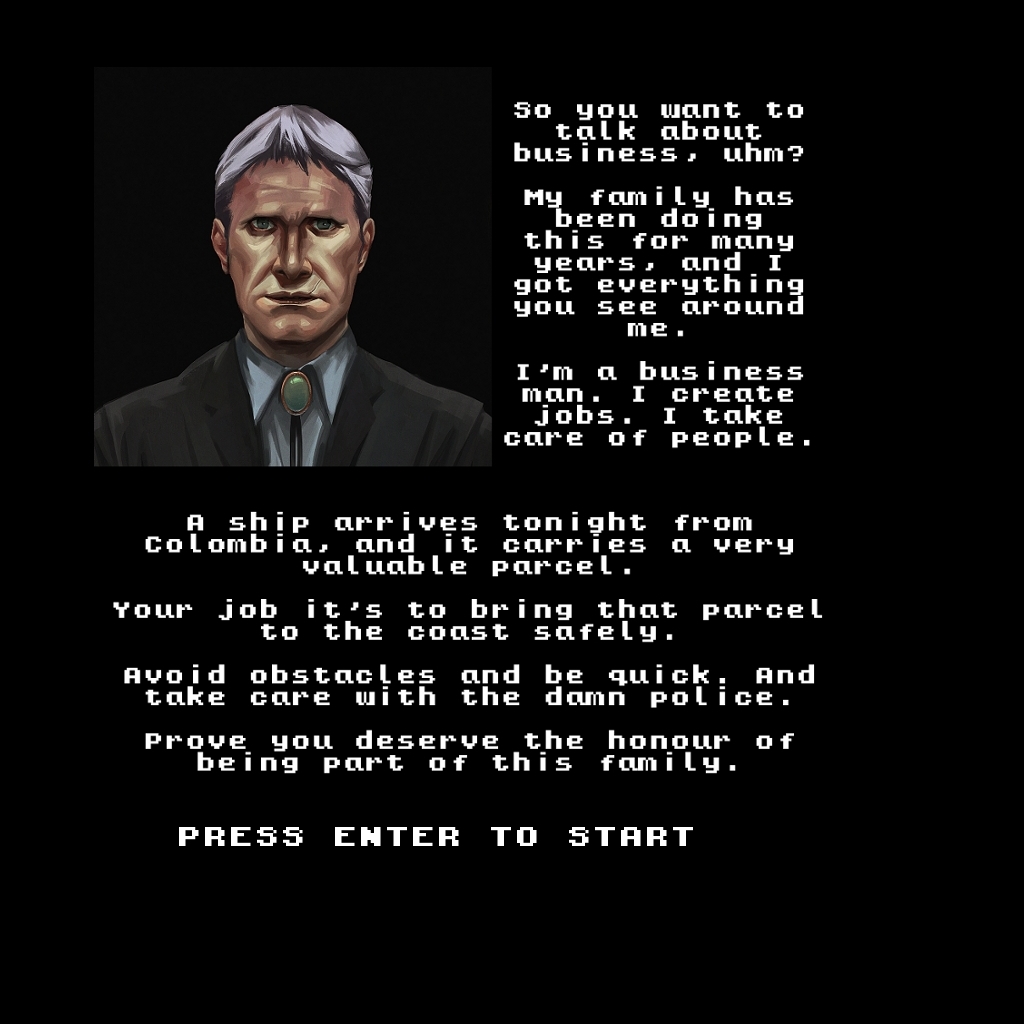 So you want to
talk about
business, uhm?
My family has
been doing
this for many
years, and I
got everything
you see around
me.
I'm a business
man. I create
jobs. I take
care of people.
A ship arrives tonight from
Colombia, and it carries a very
valuable parcel.
Your job it's to bring that parcel
to the coast safely.
Avoid obstacles and be quick. And
take care with the damn police.
Prove you deserve the honour of
being part of this family.
PRESS ENTER TO START